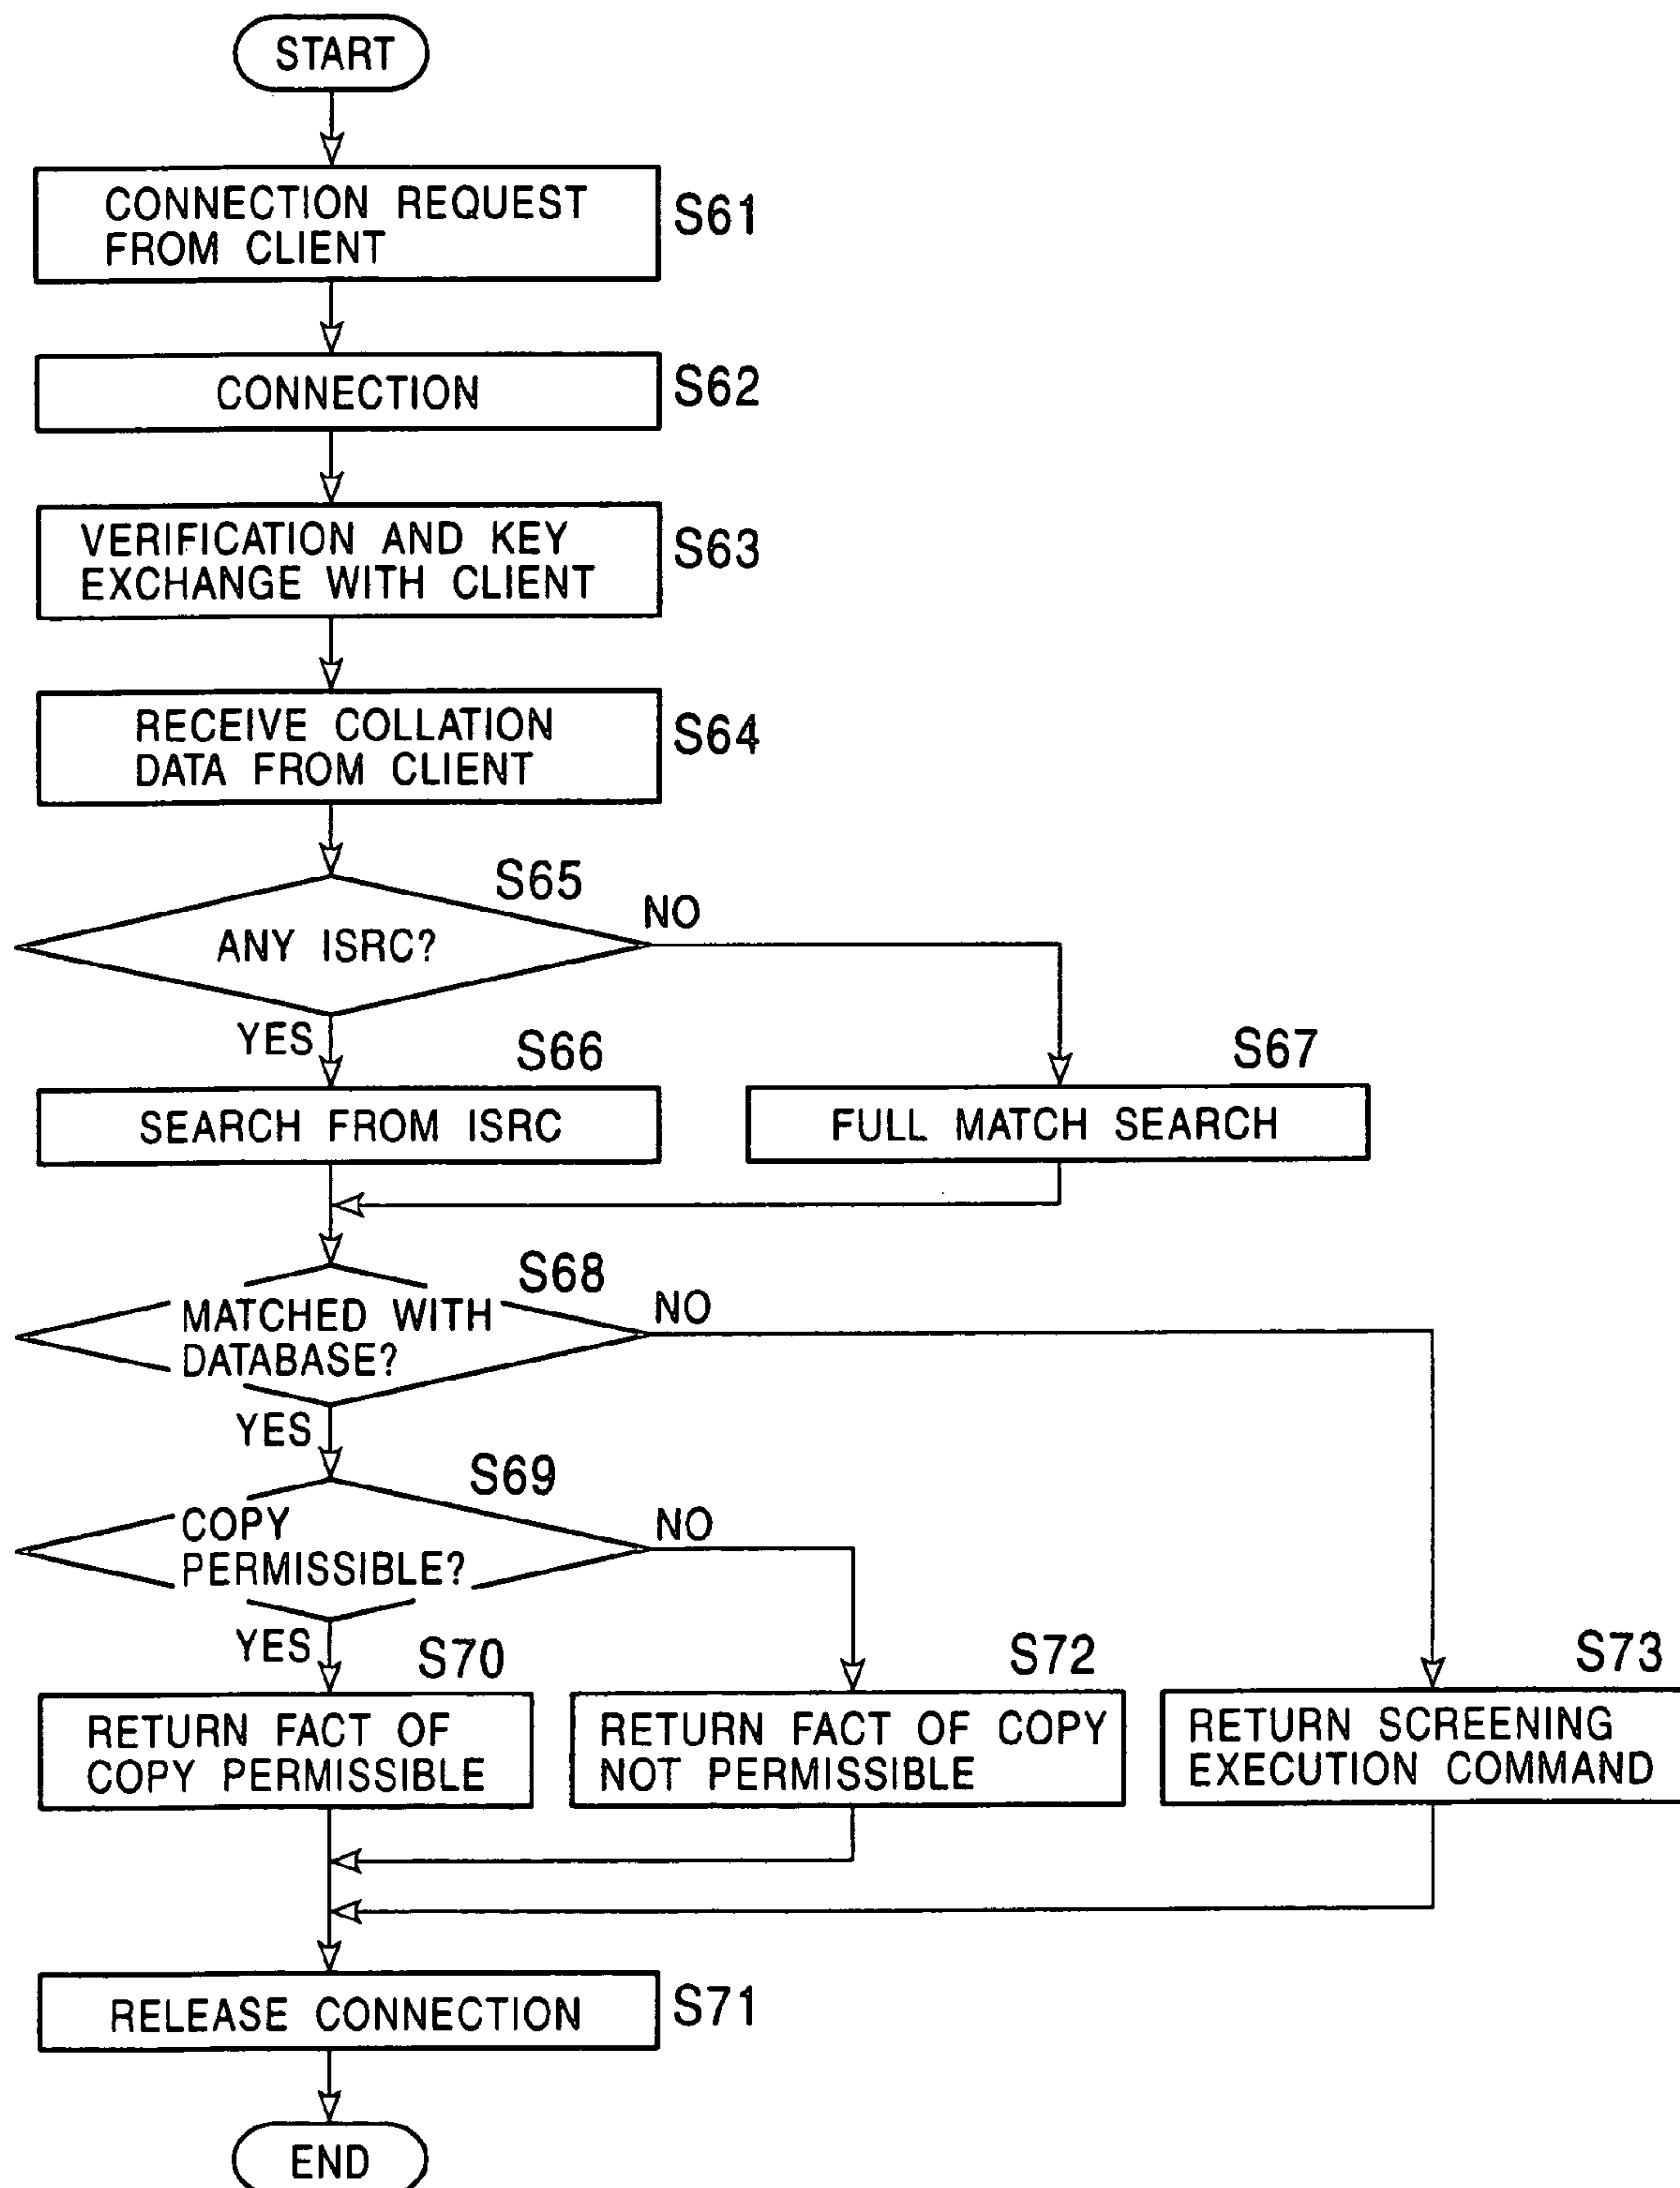 START
CONNECTION REQUEST
FROM CLIENT
S61
CONNECTION
S62
VERIFICATION AND KEY
EXCHANGE WITH CLIENT
S63
RECEIVE COLLATION
DATA FROM CLIENT
S64
S65
ANY ISRC?
NO
YES
S66
S67
SEARCH FROM ISRC
FULL MATCH SEARCH
S68
MATCHED WITH
DATABASE?
NO
YES
S69
COPY
PERMISSIBLE?
NO
YES
S70
S72
S73
RETURN FACT OF
COPY PERMISSIBLE
RETURN FACT OF COPY
NOT PERMISSIBLE
RETURN SCREENING
EXECUTION COMMAND
RELEASE CONNECTION
S71
END